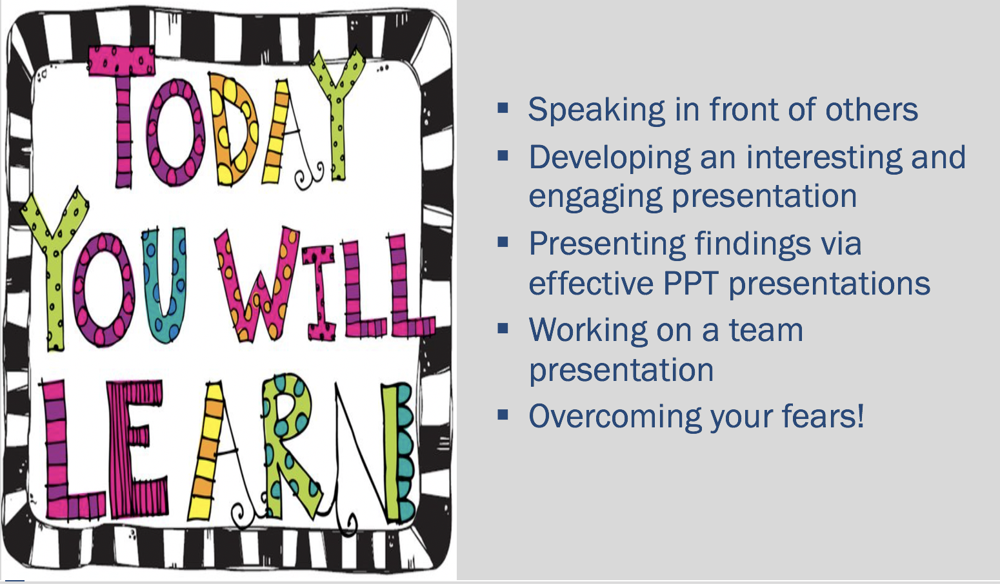 TODAY
YOU WILL
LEARN
▪ Speaking in front of others
▪ Developing an interesting and
engaging presentation
▪ Presenting findings via
effective PPT presentations
▪ Working on a team
presentation
▪ Overcoming your fears!